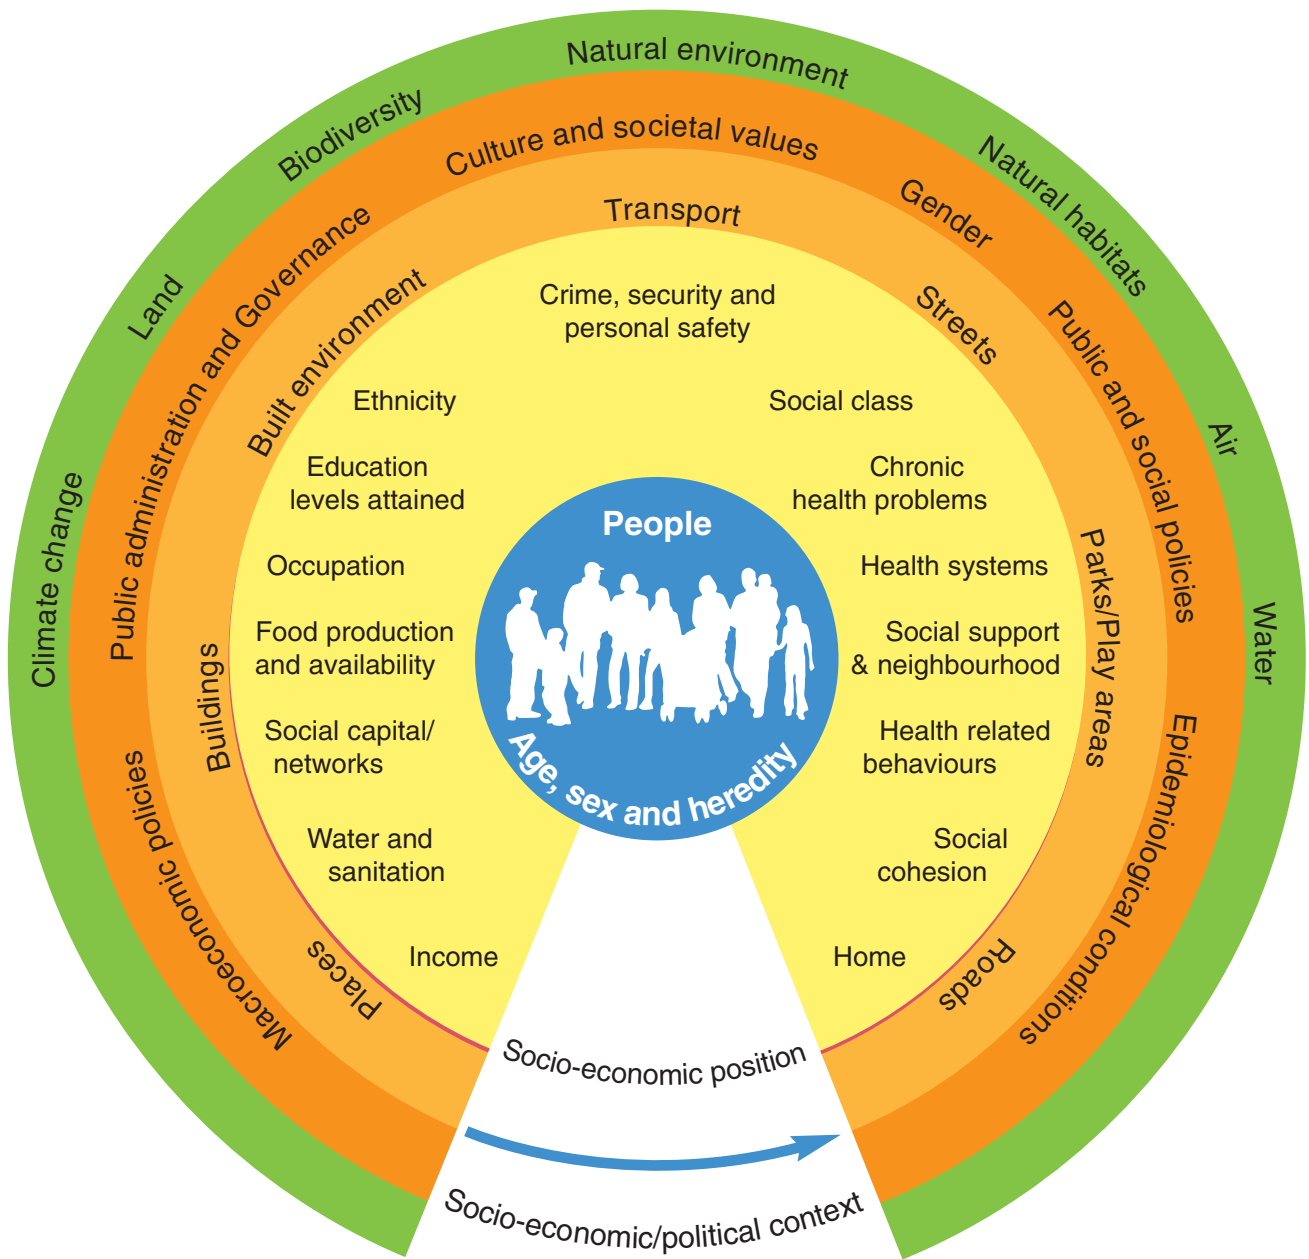 Natural environment
Biodiversity
Land
Climate change
Natural habitats
Air
Water
Culture and societal values
Public administration and Governance
Macroeconomic policies
Gender
Public and social policies
Epidemiological conditions
Transport
Built environment
Buildings
Places
Streets
Parks/Play areas
Roads
Crime, security and
personal safety
Ethnicity
Education
levels attained
Occupation
Food production
and availability
Social capital/
networks
Water and
sanitation
Income
Social class
Chronic
health problems
Health systems
Social support
& neighbourhood
Health related
behaviours
Social
cohesion
Home
People
Age, sex and heredity
Socio-economic position
Socio-economic/political context